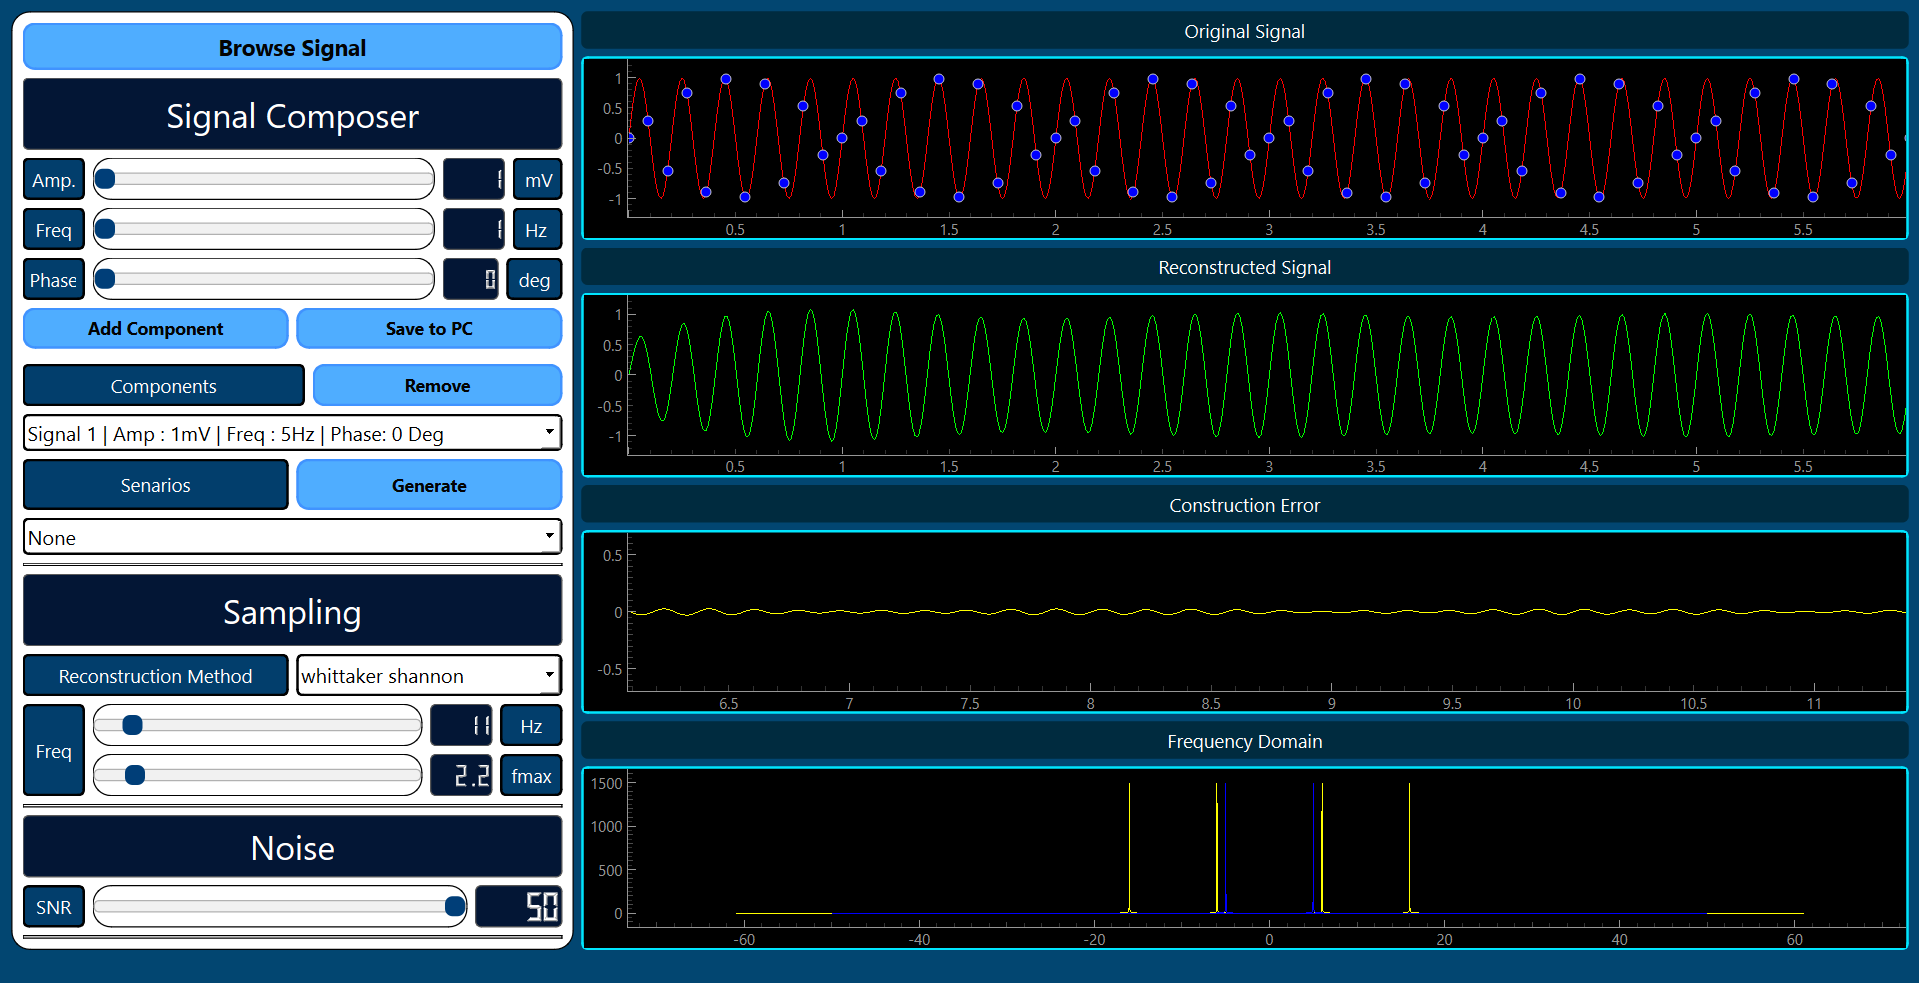 Browse Signal
Signal Composer
Amp.
1
mV
Freq
1
Hz
Phase
0
deg
Add Component
Save to PC
Components
Remove
Signal 1 | Amp : 1mV | Freq : 5Hz | Phase: 0 Deg
Senarios
Generate
None
Sampling
Reconstruction Method
whittaker shannon
Freq
11
Hz
2.2
fmax
Noise
SNR
50
Original Signal
1
0.5
0
-0.5
-1
0.5 1 1.5 2 2.5 3 3.5 4 4.5 5 5.5
Reconstructed Signal
1
0.5
0
-0.5
-1
0.5 1 1.5 2 2.5 3 3.5 4 4.5 5 5.5
Construction Error
0.5
0
-0.5
6.5 7 7.5 8 8.5 9 9.5 10 10.5 11
Frequency Domain
1500
1000
500
0
-60 -40 -20 0 20 40 60